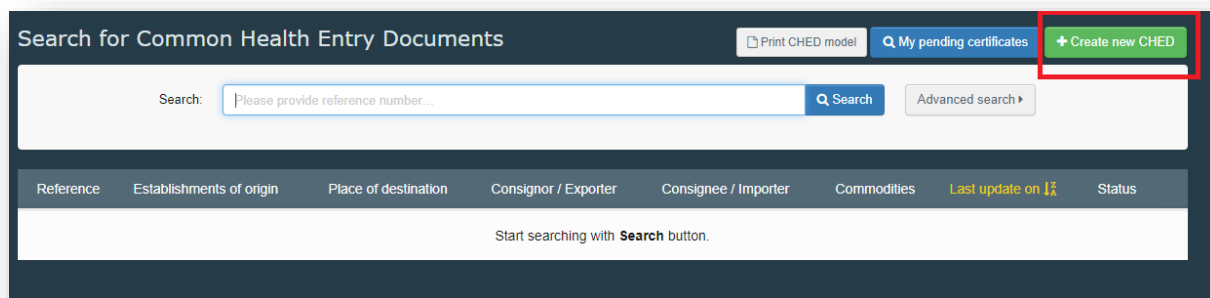 Search for Common Health Entry Documents
Print CHED model
My pending certificates
+ Create new CHED
Search:
Please provide reference number...
Search
Advanced search
Reference
Establishments of origin
Place of destination
Consignor / Exporter
Consignee / Importer
Commodities
Last update on
Status
Start searching with Search button.